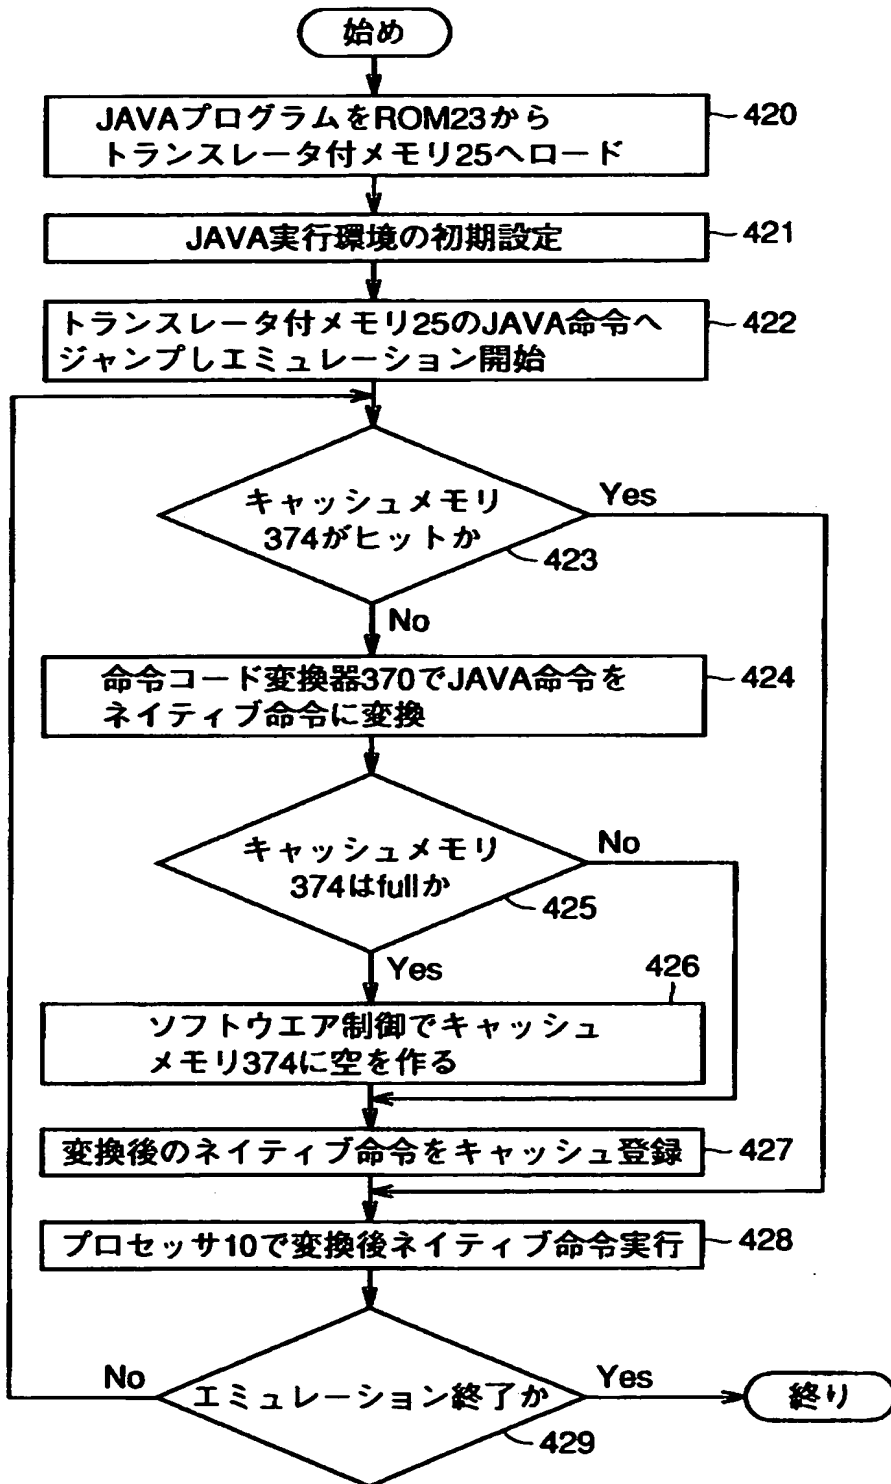 始め
JAVAプログラムをROM23から
トランスレータ付メモリ25へロード
420
JAVA実行環境の初期設定
421
トランスレータ付メモリ25のJAVA命令へ
ジャンプしエミュレーション開始
422
キャッシュメモリ
374がヒットか
Yes
423
No
命令コード変換器370でJAVA命令を
ネイティブ命令に変換
424
キャッシュメモリ
374はfullか
No
425
Yes
426
ソフトウエア制御でキャッシュ
メモリ374に空を作る
変換後のネイティブ命令をキャッシュ登録
427
プロセッサ10で変換後ネイティブ命令実行
428
No
エミュレーション終了か
Yes
終り
429